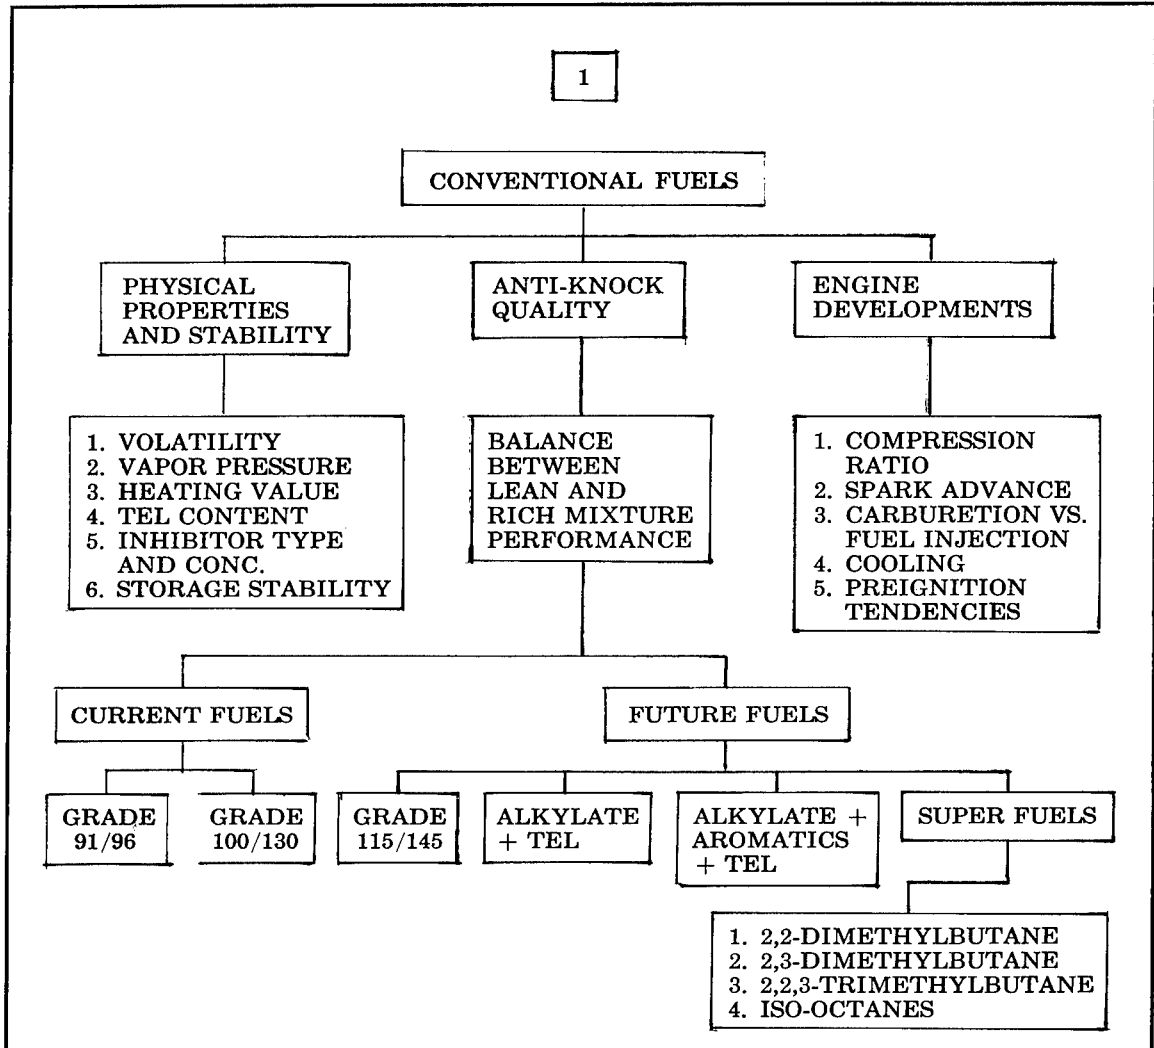 1
CONVENTIONAL FUELS
PHYSICAL
PROPERTIES
AND STABILITY
ANTI-KNOCK
QUALITY
ENGINE
DEVELOPMENTS
1. VOLATILITY
2. VAPOR PRESSURE
3. HEATING VALUE
4. TEL CONTENT
5. INHIBITOR TYPE
AND CONC.
6. STORAGE STABILITY
BALANCE
BETWEEN
LEAN AND
RICH MIXTURE
PERFORMANCE
1. COMPRESSION
RATIO
2. SPARK ADVANCE
3. CARBURETION VS.
FUEL INJECTION
4. COOLING
5. PREIGNITION
TENDENCIES
CURRENT FUELS
FUTURE FUELS
GRADE
91/96
GRADE
100/130
GRADE
115/145
ALKYLATE
+ TEL
ALKYLATE +
AROMATICS
+ TEL
SUPER FUELS
1. 2,2-DIMETHYLBUTANE
2. 2,3-DIMETHYLBUTANE
3. 2,2,3-TRIMETHYLBUTANE
4. ISO-OCTANES